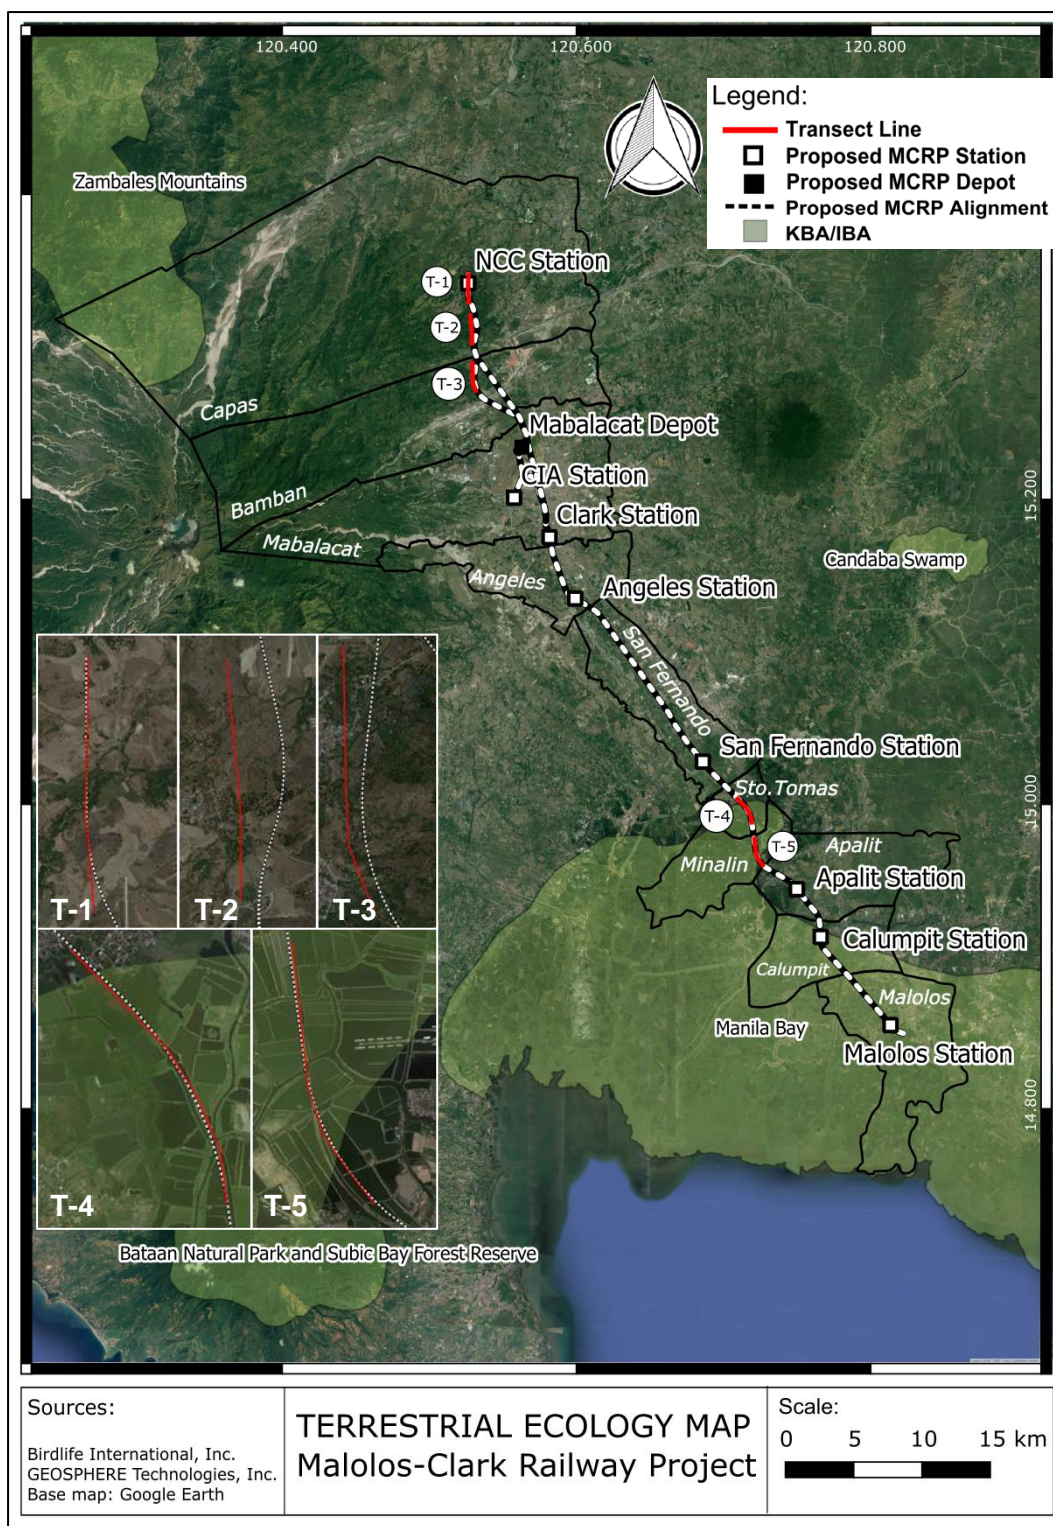 120.400
120.600
120.800
Legend:
Transect Line
Proposed MCRP Station
Proposed MCRP Depot
Proposed MCRP Alignment
KBA/IBA
Zambales Mountains
NCC Station
T-1
T-2
T-3
Capas
Mabalacat Depot
CIA Station
Bamban
15.200
Clark Station
Mabalacat
Candaba Swamp
Angeles
Angeles Station
San Fernando
San Fernando Station
Sto.Tomas
15.000
T-4
T-5
Apalit
Minalin
Apalit Station
Calumpit Station
Calumpit
Malolos
Manila Bay
Malolos Station
14.800
T-1
T-2
T-3
T-4
T-5
Bataan Natural Park and Subic Bay Forest Reserve
Sources:
Birdlife International, Inc.
GEOSPHERE Technologies, Inc.
Base map: Google Earth
TERRESTRIAL ECOLOGY MAP
Malolos-Clark Railway Project
Scale:
0 5 10 15 km